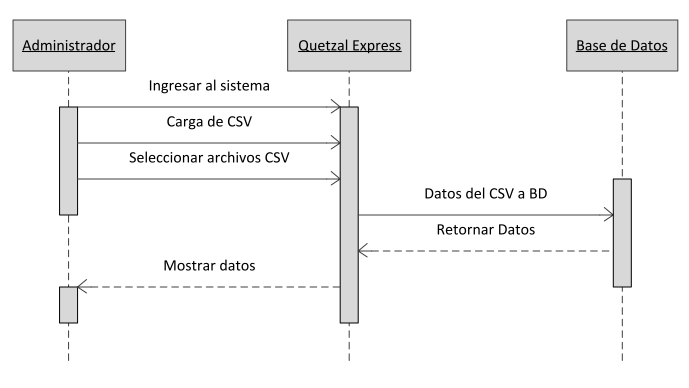 Administrador
Quetzal Express
Base de Datos
Ingresar al sistema
Carga de CSV
Seleccionar archivos CSV
Datos del CSV a BD
Retornar Datos
Mostrar datos